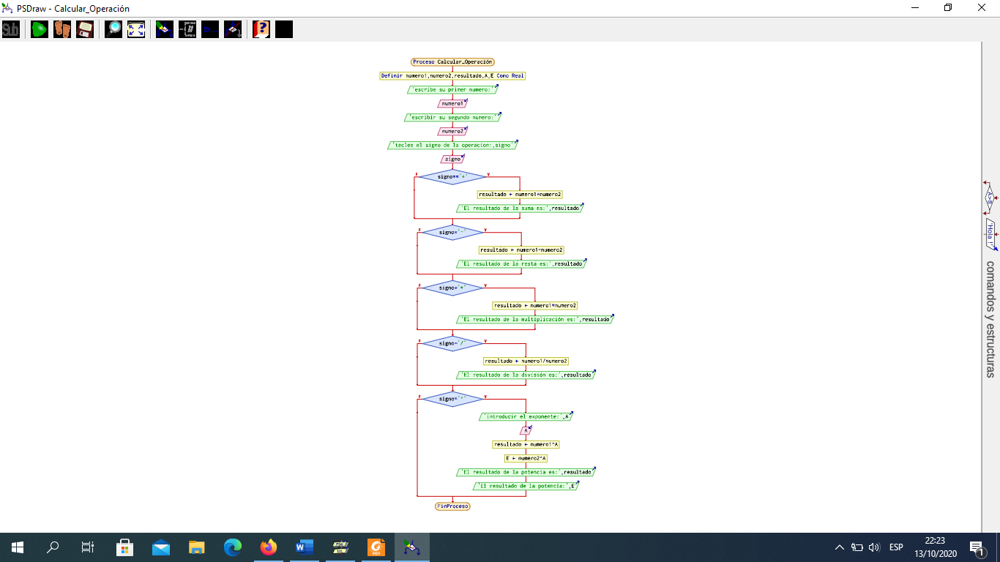 PSDraw - Calcular_Operación
Sub
Proceso Calcular_Operación
Definir numero1,numero2,resultado,A,E Como Real
'escribe su primer numero:'
numero1
'escribir su segundo numero:'
numero2
'teclee el signo de la operacion:,signo'
signo
F
signo=='+'
V
resultado ← numero1+numero2
'El resultado de la suma es:',resultado
F
signo='-'
V
resultado ← numero1-numero2
'El resultado de la resta es:',resultado
F
signo='*'
V
resultado ← numero1*numero2
'El resultado de la multiplicación es:',resultado
F
signo='/'
V
resultado ← numero1/numero2
'El resultado de la división es:',resultado
F
signo='^'
V
'introducir el exponente:',A
A
resultado ← numero1^A
E ← numero2^A
'El resultado de la potencia es:',resultado
'El resultado de la potencia:',E
FinProceso
A>B
'Hola !'
comandos y estructuras
ESP
22:23
13/10/2020
1